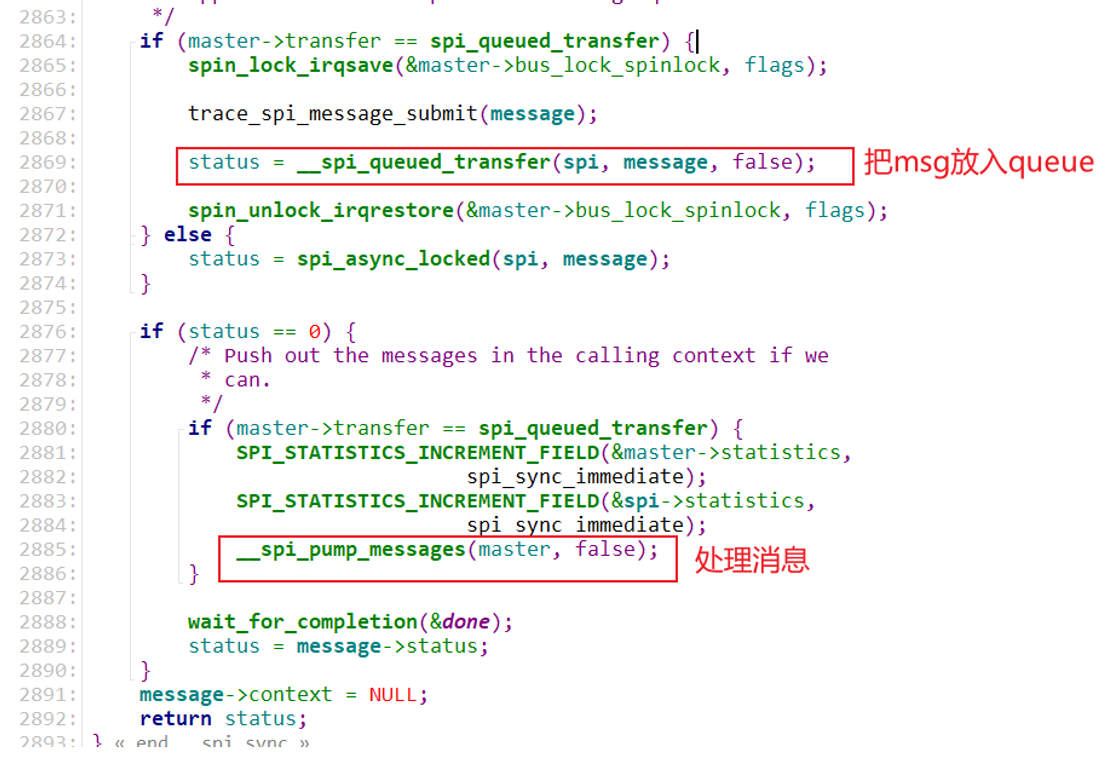 2863: */
2864: if (master->transfer == spi_queued_transfer) {
2865: spin_lock_irqsave(&master->bus_lock_spinlock, flags);
2866:
2867: trace_spi_message_submit(message);
2868:
2869: status = __spi_queued_transfer(spi, message, false); 把msg放入queue
2870:
2871: spin_unlock_irqrestore(&master->bus_lock_spinlock, flags);
2872: } else {
2873: status = spi_async_locked(spi, message);
2874: }
2875:
2876: if (status == 0) {
2877: /* Push out the messages in the calling context if we
2878: * can.
2879: */
2880: if (master->transfer == spi_queued_transfer) {
2881: SPI_STATISTICS_INCREMENT_FIELD(&master->statistics,
2882: spi_sync_immediate);
2883: SPI_STATISTICS_INCREMENT_FIELD(&spi->statistics,
2884: spi_sync_immediate);
2885: __spi_pump_messages(master, false); 处理消息
2886: }
2887:
2888: wait_for_completion(&done);
2889: status = message->status;
2890: }
2891: message->context = NULL;
2892: return status;
2893: } « end __spi_sync »